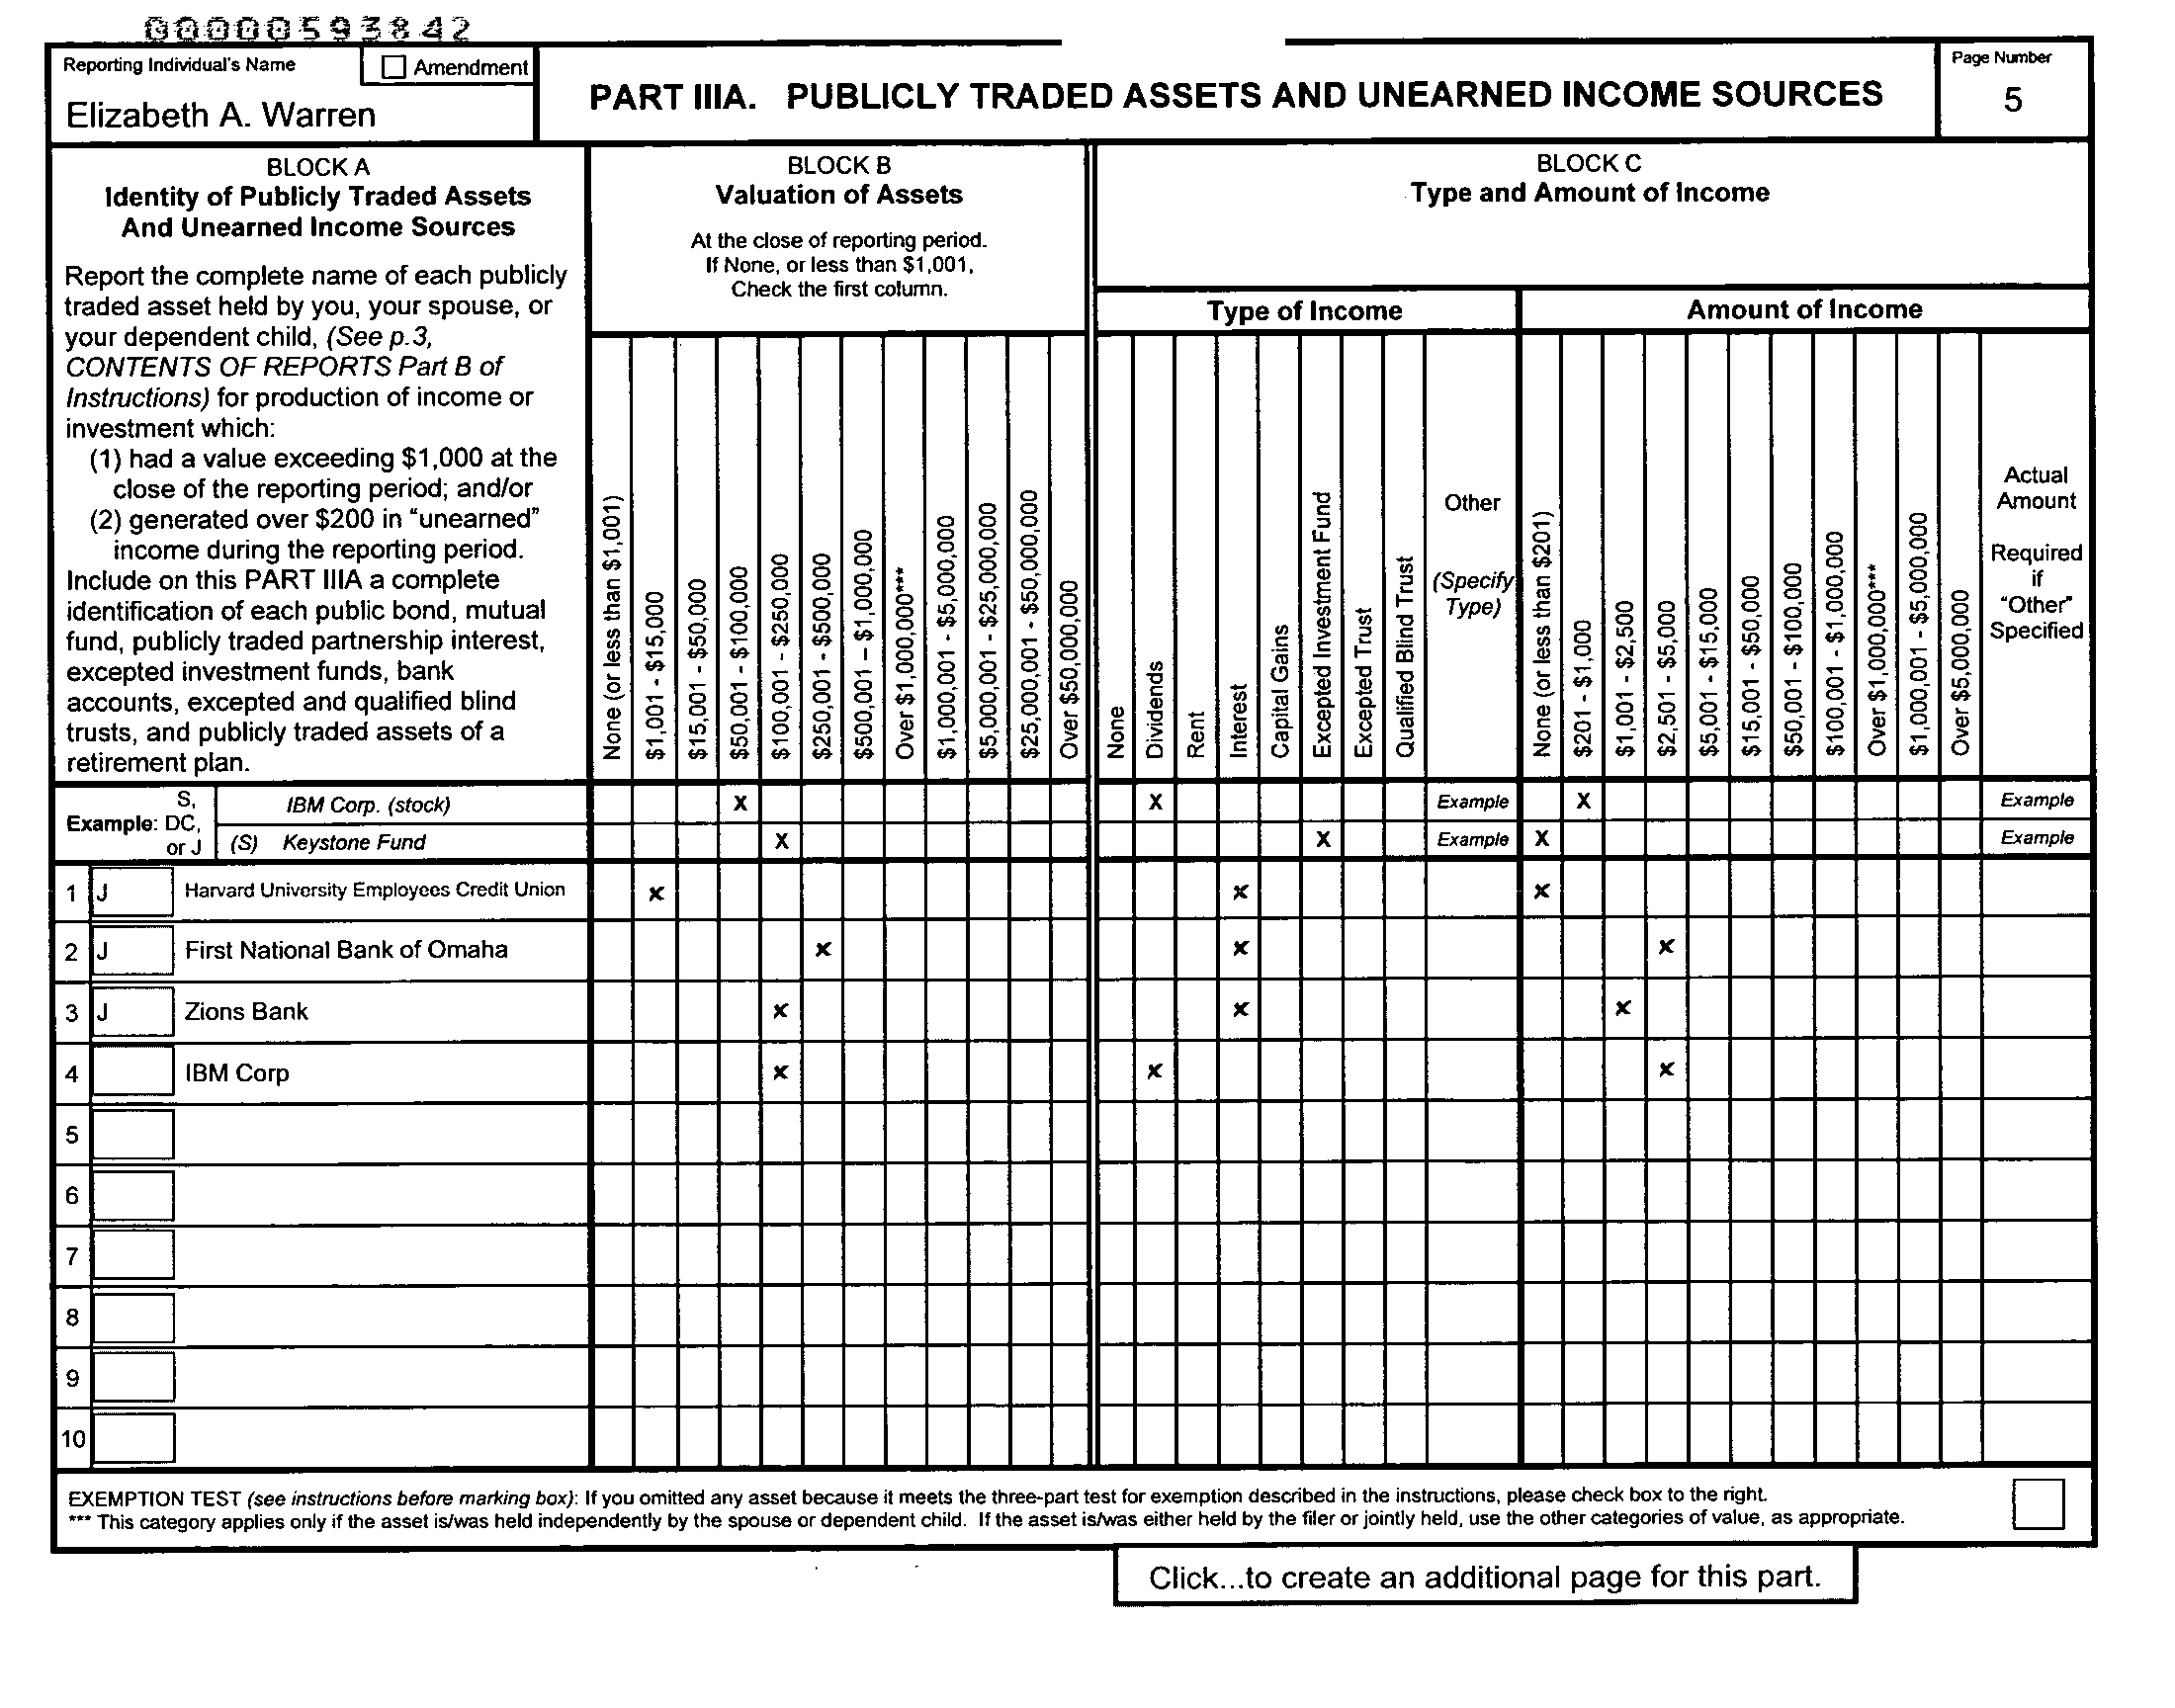 00000593842
Reporting Individual's Name
Amendment
Elizabeth A. Warren
PART IIIA. PUBLICLY TRADED ASSETS AND UNEARNED INCOME SOURCES
Page Number
5
BLOCK A
Identity of Publicly Traded Assets
And Unearned Income Sources
Report the complete name of each publicly
traded asset held by you, your spouse, or
your dependent child, (See p.3,
CONTENTS OF REPORTS Part B of
Instructions) for production of income or
investment which:
(1) had a value exceeding $1,000 at the
close of the reporting period; and/or
(2) generated over $200 in "unearned"
income during the reporting period.
Include on this PART IIIA a complete
identification of each public bond, mutual
fund, publicly traded partnership interest,
excepted investment funds, bank
accounts, excepted and qualified blind
trusts, and publicly traded assets of a
retirement plan.
BLOCK B
Valuation of Assets
At the close of reporting period.
If None, or less than $1,001,
Check the first column.
None (or less than $1,001)
$1,001 - $15,000
$15,001 - $50,000
$50,001 - $100,000
$100,001 - $250,000
$250,001 - $500,000
$500,001 – $1,000,000
Over $1,000,000***
$1,000,001 - $5,000,000
$5,000,001 - $25,000,000
$25,000,001 - $50,000,000
Over $50,000,000
BLOCK C
Type and Amount of Income
Type of Income
None
Dividends
Rent
Interest
Capital Gains
Excepted Investment Fund
Excepted Trust
Qualified Blind Trust
Other
(Specify
Type)
Amount of Income
None (or less than $201)
$201 - $1,000
$1,001 - $2,500
$2,501 - $5,000
$5,001 - $15,000
$15,001 - $50,000
$50,001 - $100,000
$100,001 - $1,000,000
Over $1,000,000***
$1,000,001 - $5,000,000
Over $5,000,000
Actual
Amount
Required
if
"Other"
Specified
Example: S, DC, or J
IBM Corp. (stock) X X Example X Example
(S) Keystone Fund X X Example X Example
1 J Harvard University Employees Credit Union x x x
2 J First National Bank of Omaha x x x
3 J Zions Bank x x x
4 IBM Corp x x x
5
6
7
8
9
10
EXEMPTION TEST (see instructions before marking box): If you omitted any asset because it meets the three-part test for exemption described in the instructions, please check box to the right.
*** This category applies only if the asset is/was held independently by the spouse or dependent child. If the asset is/was either held by the filer or jointly held, use the other categories of value, as appropriate.
Click...to create an additional page for this part.